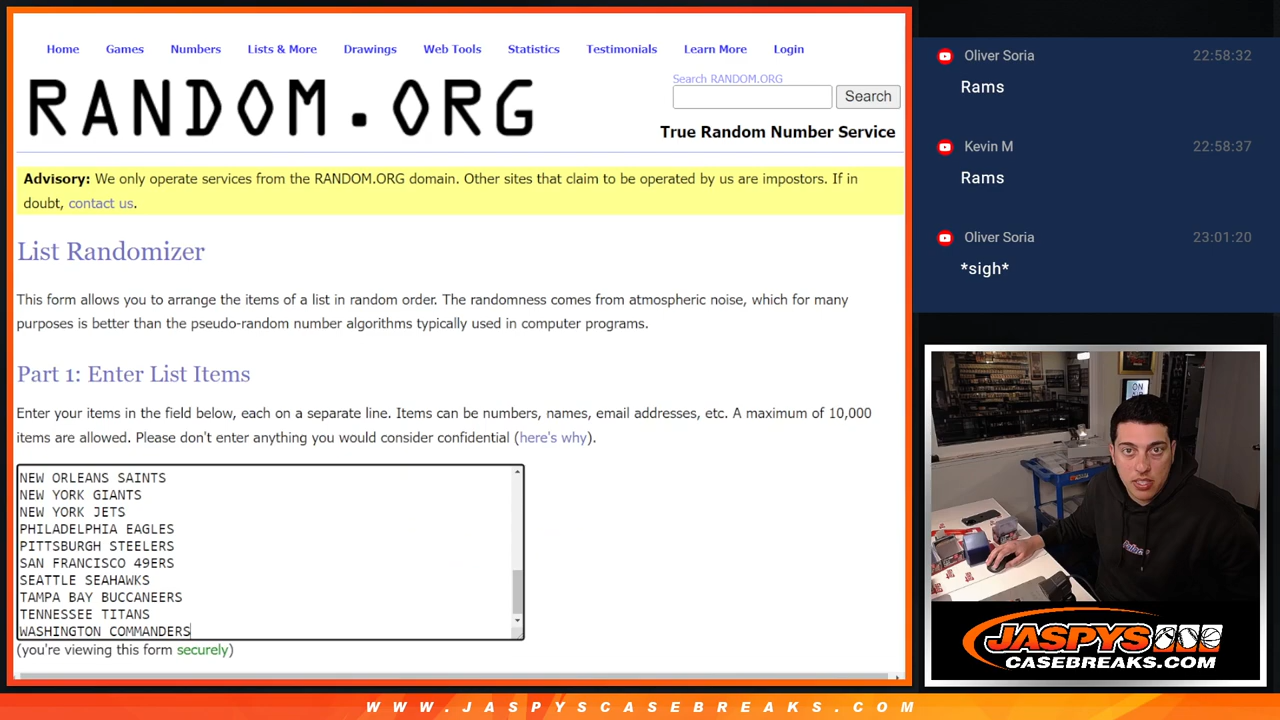 Home Games Numbers Lists & More Drawings Web Tools Statistics Testimonials Learn More Login
RANDOM.ORG
Search RANDOM.ORG
Search
True Random Number Service
Advisory: We only operate services from the RANDOM.ORG domain. Other sites that claim to be operated by us are impostors. If in
doubt, contact us.
List Randomizer
This form allows you to arrange the items of a list in random order. The randomness comes from atmospheric noise, which for many
purposes is better than the pseudo-random number algorithms typically used in computer programs.
Part 1: Enter List Items
Enter your items in the field below, each on a separate line. Items can be numbers, names, email addresses, etc. A maximum of 10,000
items are allowed. Please don't enter anything you would consider confidential (here's why).
NEW ORLEANS SAINTS
NEW YORK GIANTS
NEW YORK JETS
PHILADELPHIA EAGLES
PITTSBURGH STEELERS
SAN FRANCISCO 49ERS
SEATTLE SEAHAWKS
TAMPA BAY BUCCANEERS
TENNESSEE TITANS
WASHINGTON COMMANDERS
(you're viewing this form securely)
Oliver Soria 22:58:32
Rams
Kevin M 22:58:37
Rams
Oliver Soria 23:01:20
*sigh*
ON AIR
JASPYS
CASEBREAKS.COM
WWW.JASPYSCASEBREAKS.COM